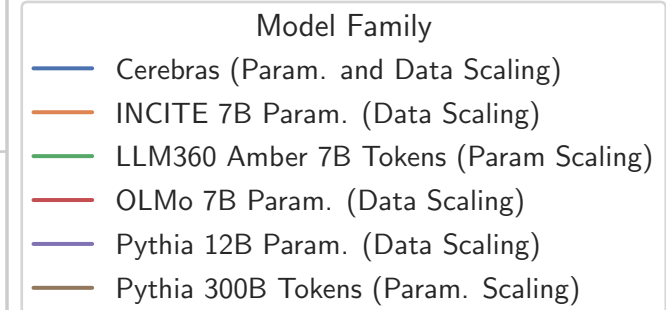 Model Family
Cerebras (Param. and Data Scaling)
INCITE 7B Param. (Data Scaling)
LLM360 Amber 7B Tokens (Param Scaling)
OLMo 7B Param. (Data Scaling)
Pythia 12B Param. (Data Scaling)
Pythia 300B Tokens (Param. Scaling)